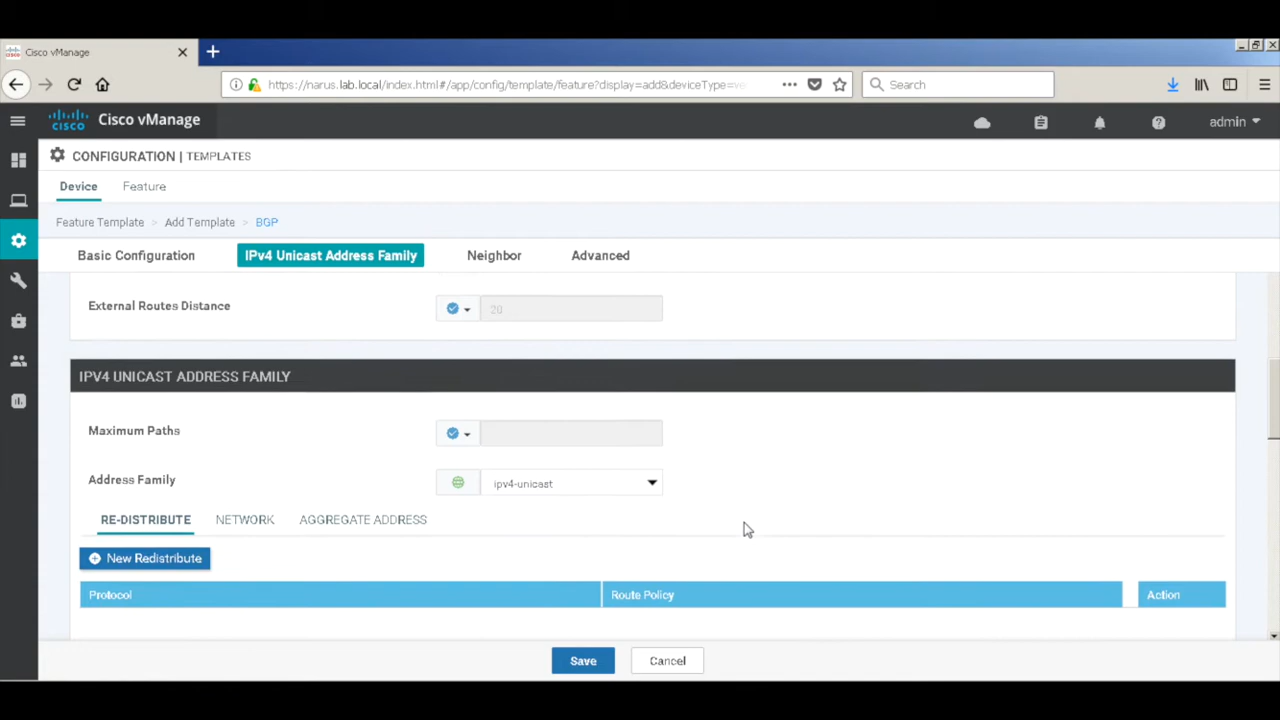 Cisco vManage
https://narus.lab.local/index.html#/app/config/template/feature?display=add&deviceType=ve
Search
CISCO Cisco vManage
admin
CONFIGURATION | TEMPLATES
Device Feature
Feature Template > Add Template > BGP
Basic Configuration IPv4 Unicast Address Family Neighbor Advanced
External Routes Distance 20
IPV4 UNICAST ADDRESS FAMILY
Maximum Paths
Address Family ipv4-unicast
RE-DISTRIBUTE NETWORK AGGREGATE ADDRESS
New Redistribute
Protocol Route Policy Action
Save Cancel